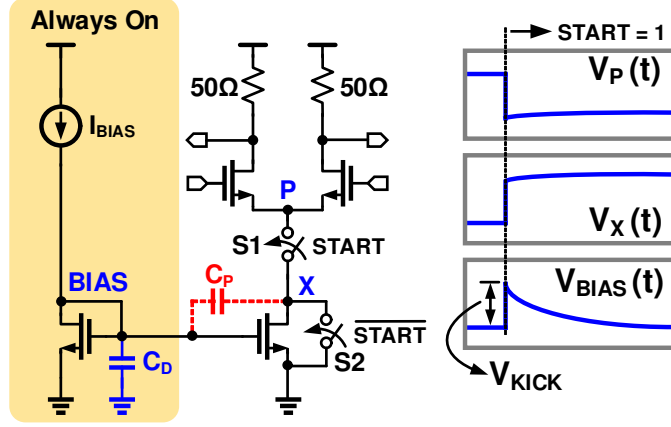 Always On
START = 1
V_P(t)
50Ω
50Ω
I_BIAS
P
V_X(t)
S1
START
BIAS
C_P
X
V_BIAS(t)
START
C_D
S2
V_KICK